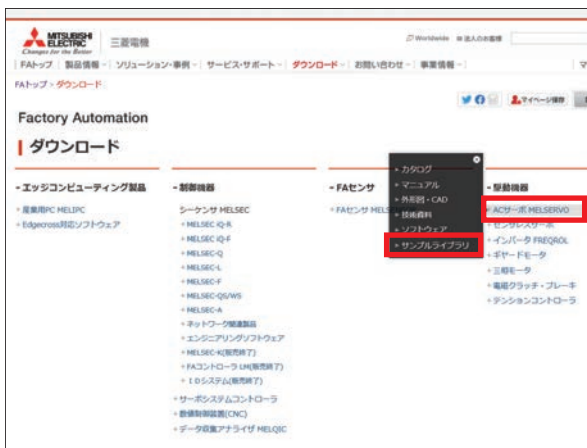 MITSUBISHI
ELECTRIC
Changes for the Better
三菱電機
Worldwide
法人のお客様
FAトップ
製品情報
ソリューション・事例
サービス・サポート
ダウンロード
お問い合わせ
事業情報
マ
FAトップ > ダウンロード
マイページ保存
Factory Automation
ダウンロード
エッジコンピューティング製品
産業用PC MELIPC
Edgecross対応ソフトウェア
制御機器
シーケンサ MELSEC
MELSEC iQ-R
MELSEC iQ-F
MELSEC-Q
MELSEC-L
MELSEC-F
MELSEC-QS/WS
MELSEC-A
ネットワーク関連製品
エンジニアリングソフトウェア
MELSEC-K(販売終了)
FAコントローラ LM(販売終了)
IDシステム(販売終了)
サーボシステムコントローラ
数値制御装置(CNC)
データ収集アナライザ MELQIC
FAセンサ
FAセンサ MELS
カタログ
マニュアル
外形図・CAD
技術資料
ソフトウェア
サンプルライブラリ
駆動機器
ACサーボ MELSERVO
センサレスサーボ
インバータ FREQROL
ギヤードモータ
三相モータ
電磁クラッチ・ブレーキ
テンションコントローラ